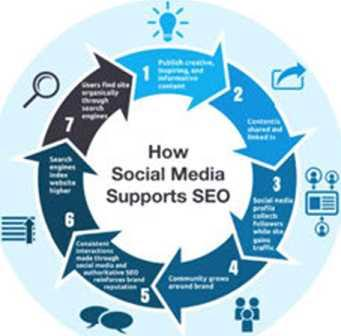 How
Social Media
Supports SEO
1
Publish creative,
inspiring, and
informative
content
2
Content is
shared and
linked in
3
Social media
profile
collects
followers
while site
gains
traffic
4
Community grows
around brand
5
Consistent
interactions
made through
social media and
authoritative SEO
reinforces brand
reputation
6
Search
engines
index
website
higher
7
Users find site
organically
through
search
engines